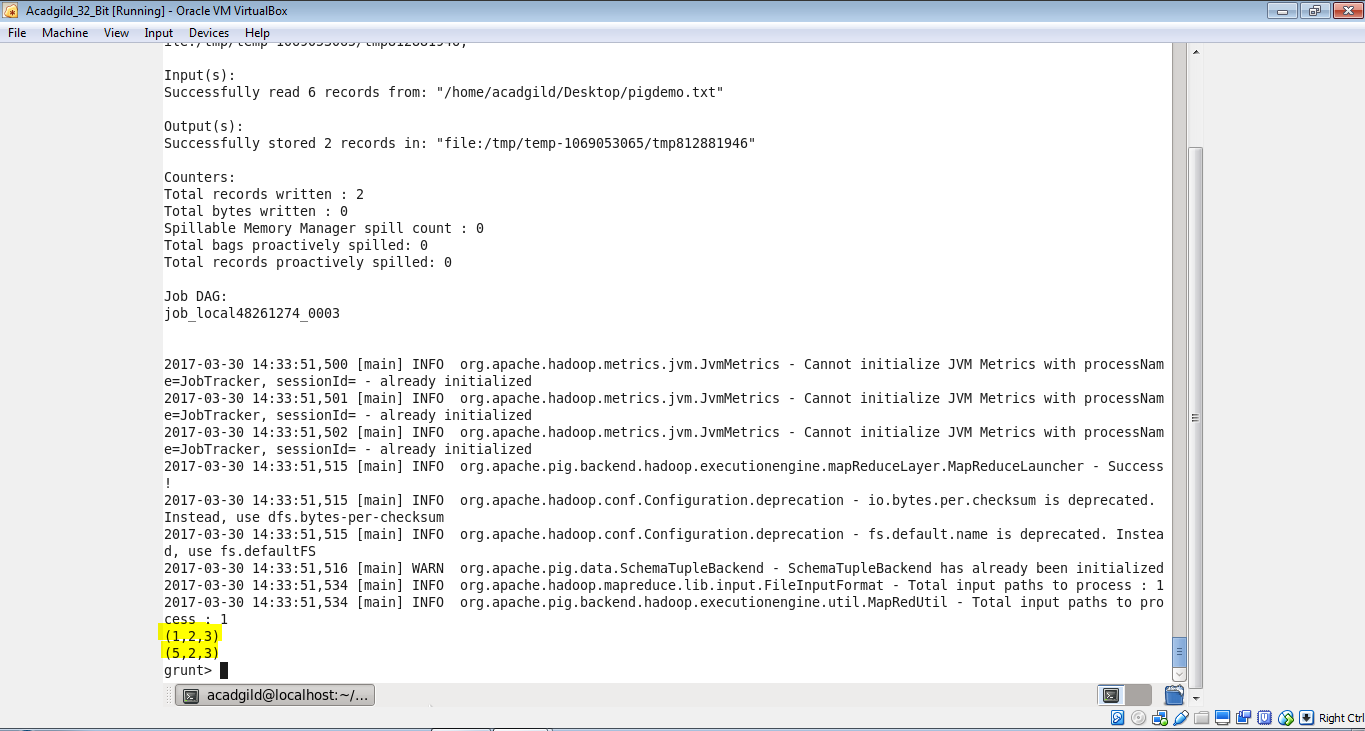 Acadgild_32_Bit [Running] - Oracle VM VirtualBox
File Machine View Input Devices Help
file:/tmp/temp-1069053065/tmp812881946,
Input(s):
Successfully read 6 records from: "/home/acadgild/Desktop/pigdemo.txt"
Output(s):
Successfully stored 2 records in: "file:/tmp/temp-1069053065/tmp812881946"
Counters:
Total records written : 2
Total bytes written : 0
Spillable Memory Manager spill count : 0
Total bags proactively spilled: 0
Total records proactively spilled: 0
Job DAG:
job_local48261274_0003
2017-03-30 14:33:51,500 [main] INFO  org.apache.hadoop.metrics.jvm.JvmMetrics - Cannot initialize JVM Metrics with processNam
e=JobTracker, sessionId= - already initialized
2017-03-30 14:33:51,501 [main] INFO  org.apache.hadoop.metrics.jvm.JvmMetrics - Cannot initialize JVM Metrics with processNam
e=JobTracker, sessionId= - already initialized
2017-03-30 14:33:51,502 [main] INFO  org.apache.hadoop.metrics.jvm.JvmMetrics - Cannot initialize JVM Metrics with processNam
e=JobTracker, sessionId= - already initialized
2017-03-30 14:33:51,515 [main] INFO  org.apache.pig.backend.hadoop.executionengine.mapReduceLayer.MapReduceLauncher - Success
!
2017-03-30 14:33:51,515 [main] INFO  org.apache.hadoop.conf.Configuration.deprecation - io.bytes.per.checksum is deprecated.
Instead, use dfs.bytes-per-checksum
2017-03-30 14:33:51,515 [main] INFO  org.apache.hadoop.conf.Configuration.deprecation - fs.default.name is deprecated. Instea
d, use fs.defaultFS
2017-03-30 14:33:51,516 [main] WARN  org.apache.pig.data.SchemaTupleBackend - SchemaTupleBackend has already been initialized
2017-03-30 14:33:51,534 [main] INFO  org.apache.hadoop.mapreduce.lib.input.FileInputFormat - Total input paths to process : 1
2017-03-30 14:33:51,534 [main] INFO  org.apache.pig.backend.hadoop.executionengine.util.MapRedUtil - Total input paths to pro
cess : 1
(1,2,3)
(5,2,3)
grunt>
acadgild@localhost:~/...
Right Ctrl